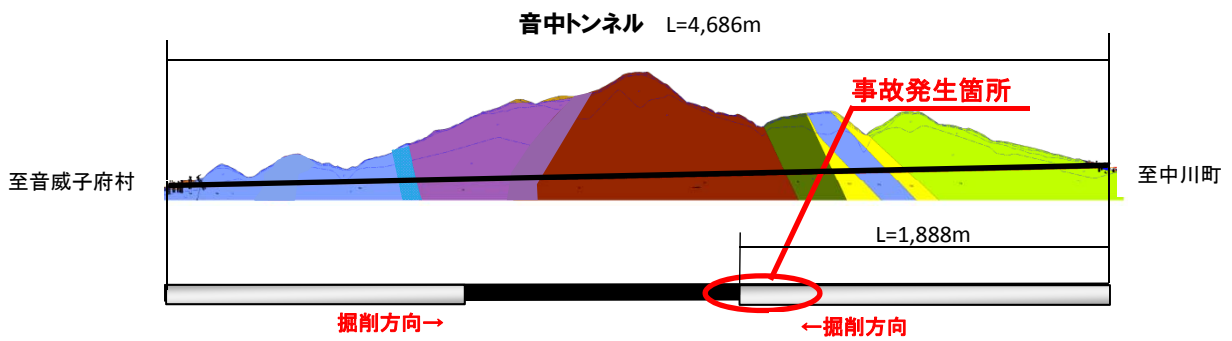 音中トンネル L=4,686m
事故発生箇所
至音威子府村
至中川町
L=1,888m
掘削方向→
←掘削方向